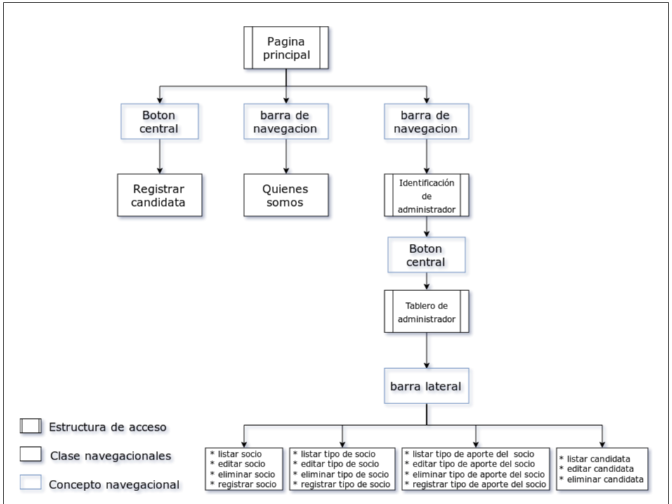 Pagina
principal
Boton
central
barra de
navegacion
barra de
navegacion
Registrar
candidata
Quienes
somos
Identificación
de
administrador
Boton
central
Tablero de
administrador
barra lateral
Estructura de acceso
Clase navegacionales
Concepto navegacional
* listar socio
* editar socio
* eliminar socio
* registrar socio
* listar tipo de socio
* editar tipo de socio
* eliminar tipo de socio
* registrar tipo de socio
* listar tipo de aporte del socio
* editar tipo de aporte del socio
* eliminar tipo de aporte del socio
* registrar tipo de aporte del socio
* listar candidata
* editar candidata
* eliminar candidata